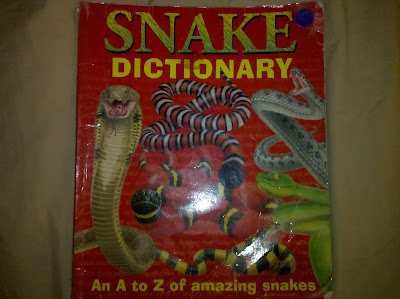 SNAKE
DICTIONARY
An A to Z of amazing snakes